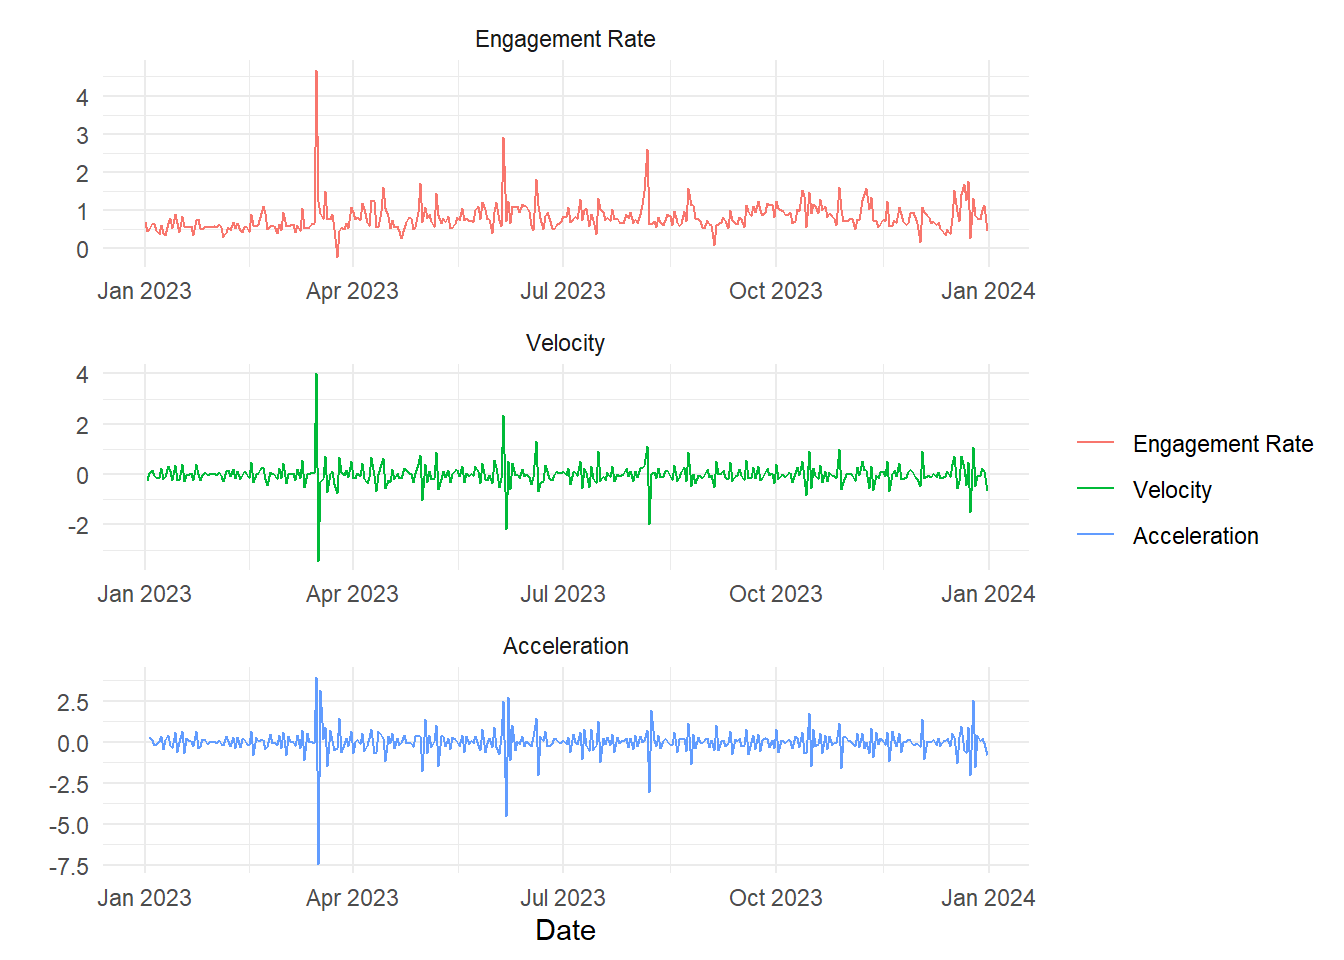 Engagement Rate
4
3
2
1
0
Jan 2023 Apr 2023 Jul 2023 Oct 2023 Jan 2024
Velocity
4
2
0
-2
Jan 2023 Apr 2023 Jul 2023 Oct 2023 Jan 2024
Acceleration
2.5
0.0
-2.5
-5.0
-7.5
Jan 2023 Apr 2023 Jul 2023 Oct 2023 Jan 2024
Date
Engagement Rate
Velocity
Acceleration